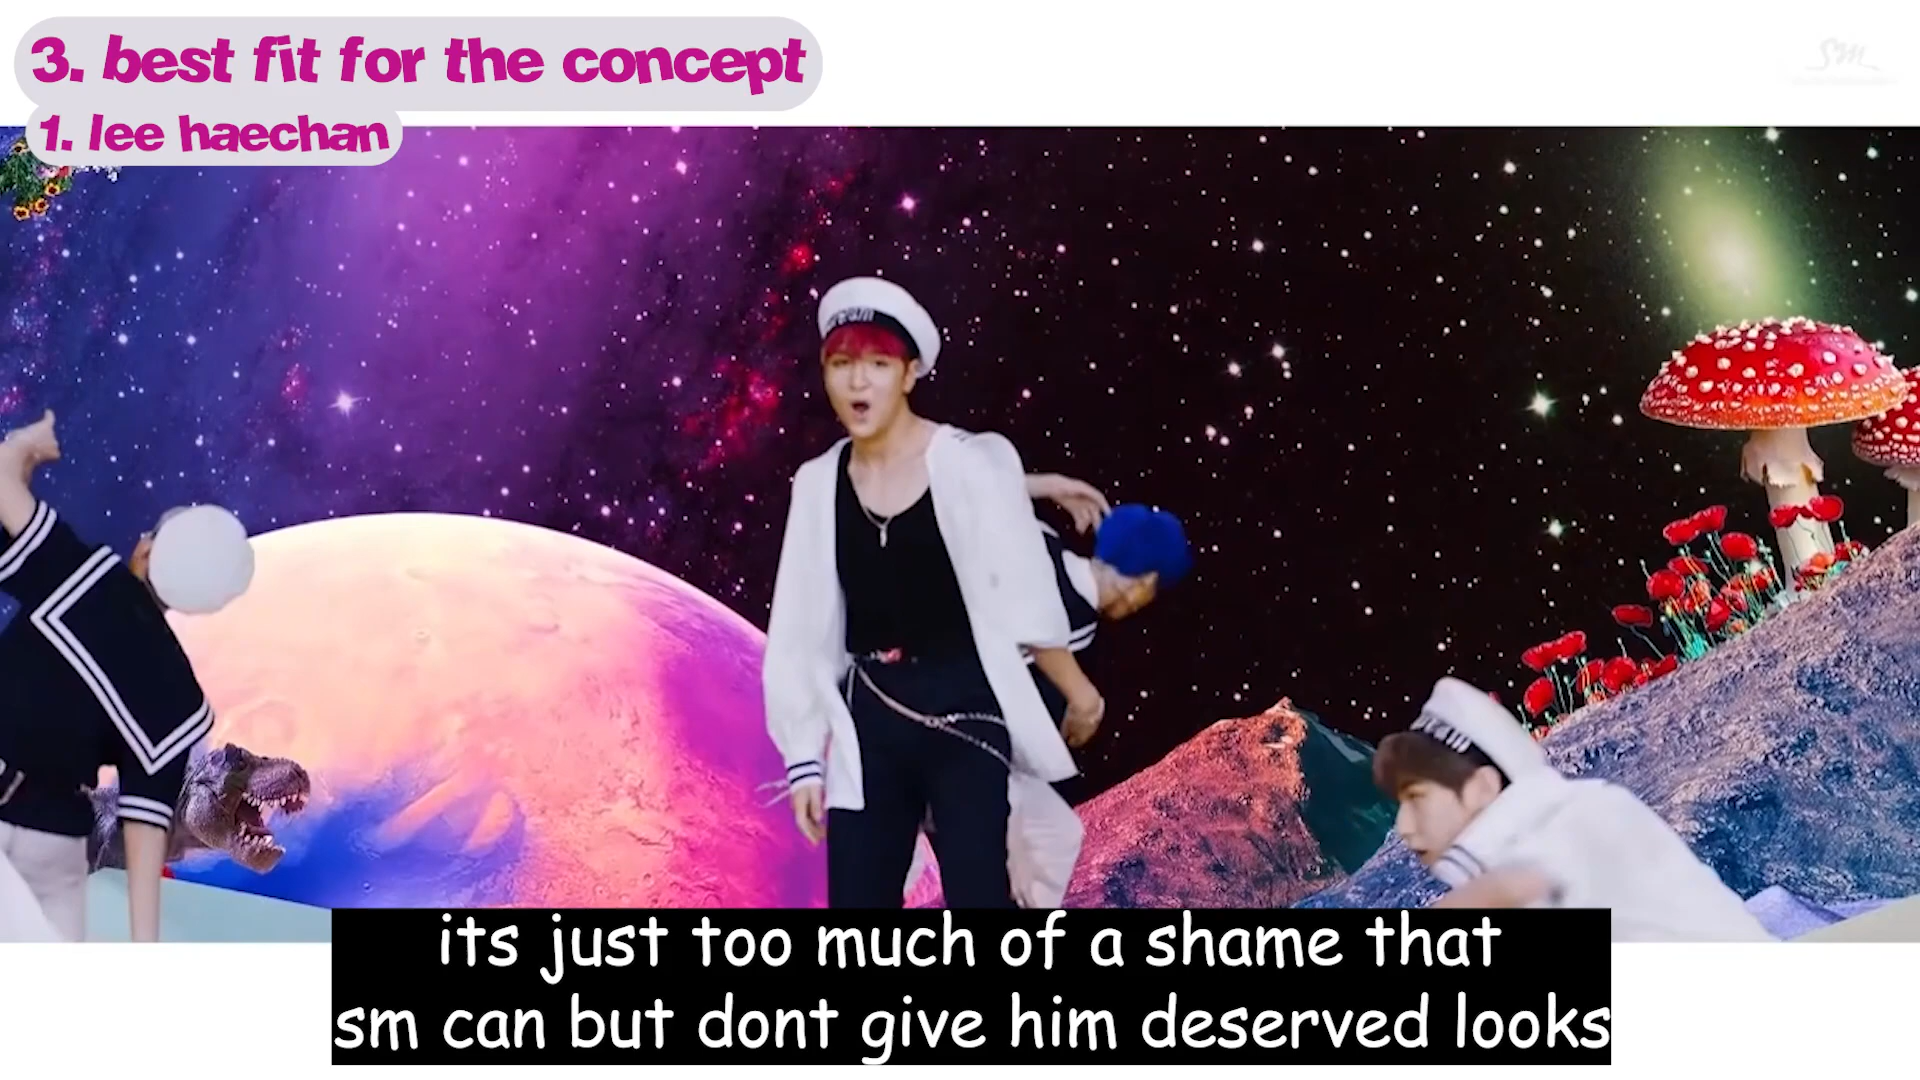 3. best fit for the concept
1. lee haechan
SM
its just too much of a shame that
sm can but dont give him deserved looks